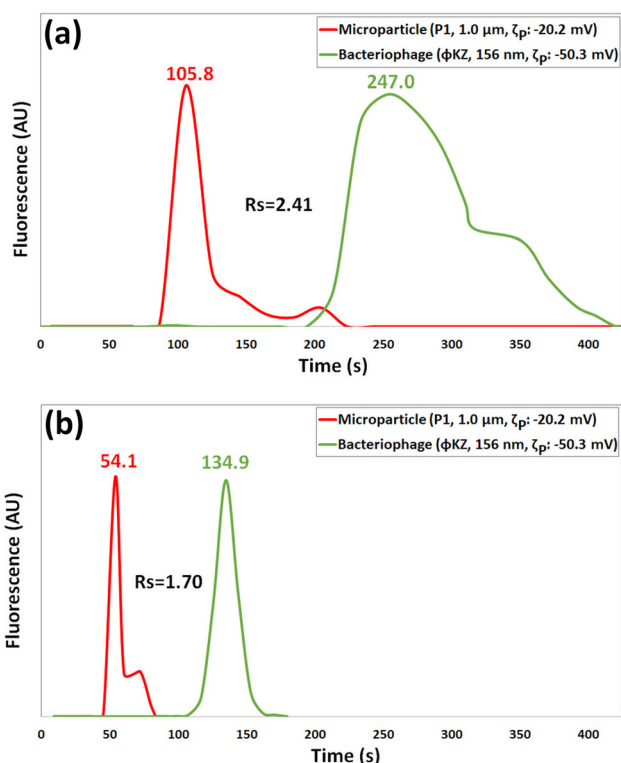 (a)
Microparticle (P1, 1.0 µm, ζP: -20.2 mV)
Bacteriophage (ϕKZ, 156 nm, ζP: -50.3 mV)
105.8
247.0
Rs=2.41
Fluorescence (AU)
0 50 100 150 200 250 300 350 400
Time (s)
(b)
Microparticle (P1, 1.0 µm, ζP: -20.2 mV)
Bacteriophage (ϕKZ, 156 nm, ζP: -50.3 mV)
54.1
134.9
Rs=1.70
Fluorescence (AU)
0 50 100 150 200 250 300 350 400
Time (s)